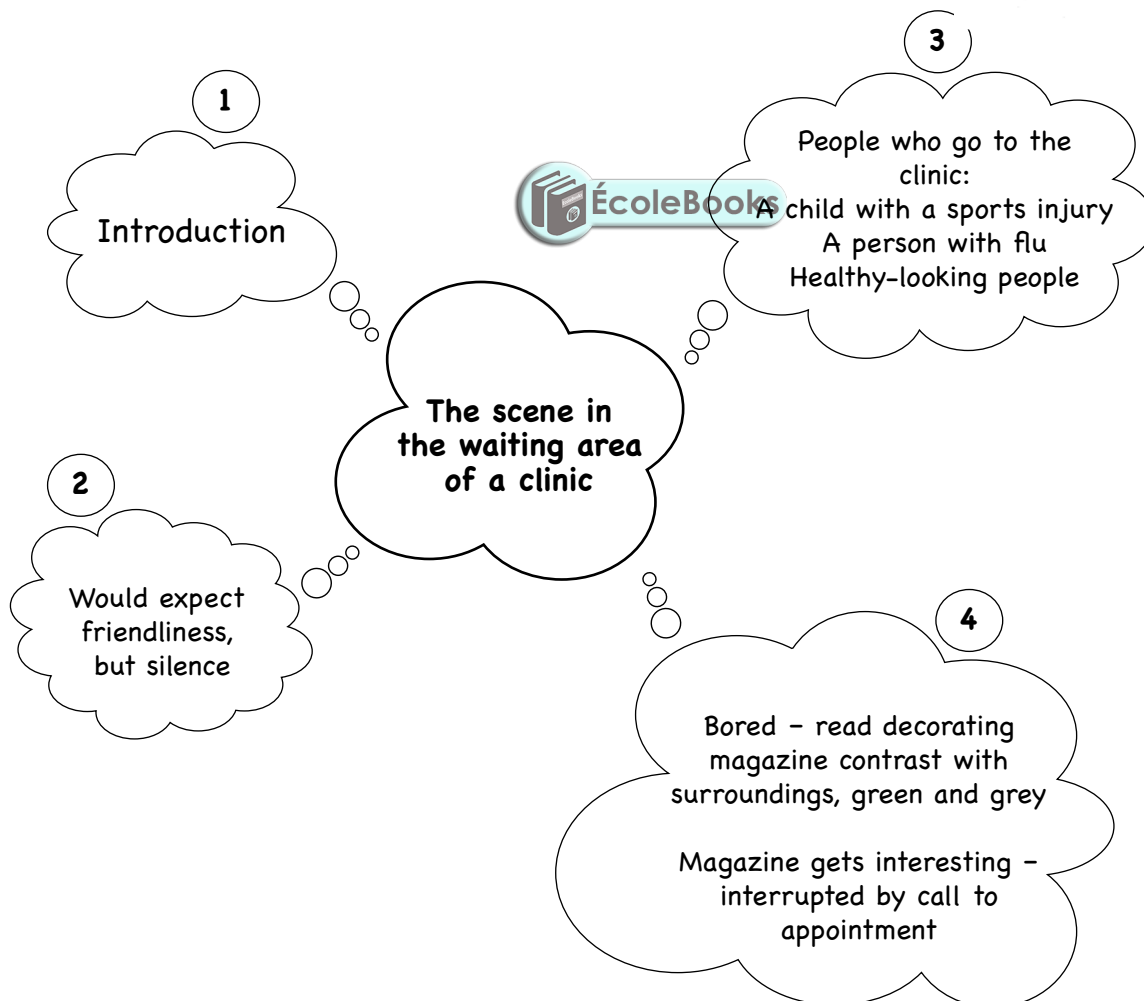 1
Introduction
3
People who go to the
clinic:
A child with a sports injury
A person with flu
Healthy-looking people
ÉcoleBooks
The scene in
the waiting area
of a clinic
2
Would expect
friendliness,
but silence
4
Bored – read decorating
magazine contrast with
surroundings, green and grey
Magazine gets interesting –
interrupted by call to
appointment